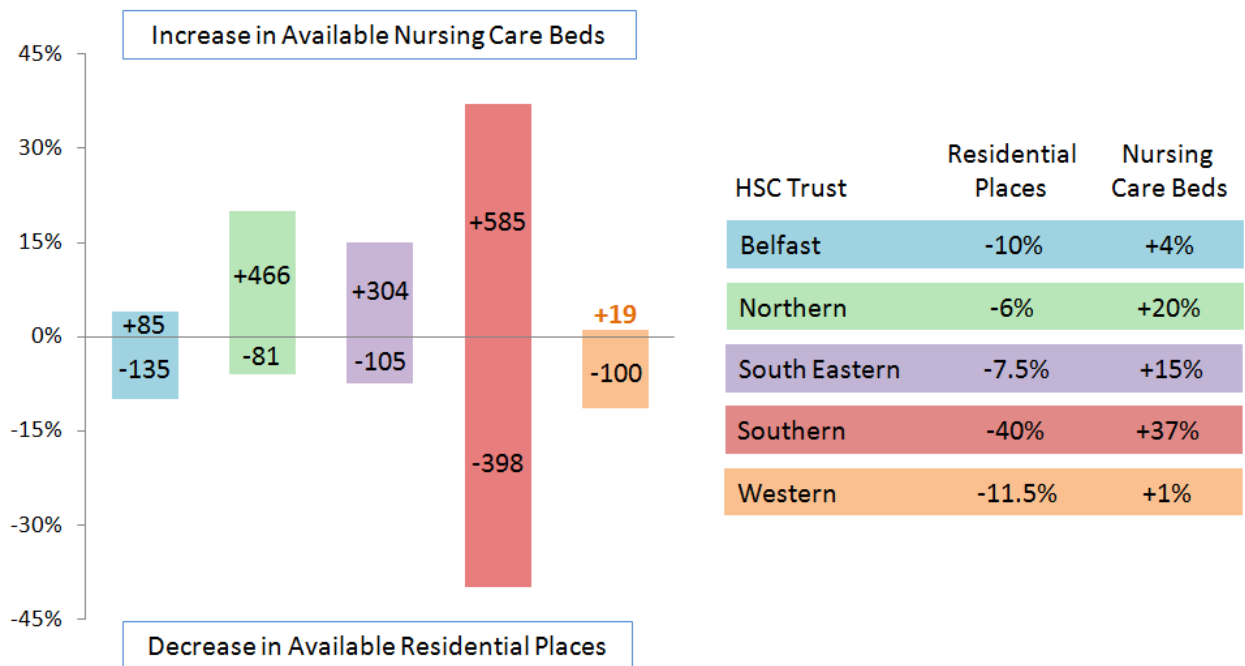 Increase in Available Nursing Care Beds
45%
30%
15%
0%
-15%
-30%
-45%
+85
-135
+466
-81
+304
-105
+585
-398
+19
-100
Decrease in Available Residential Places
HSC Trust
Residential
Places
Nursing
Care Beds
Belfast -10% +4%
Northern -6% +20%
South Eastern -7.5% +15%
Southern -40% +37%
Western -11.5% +1%